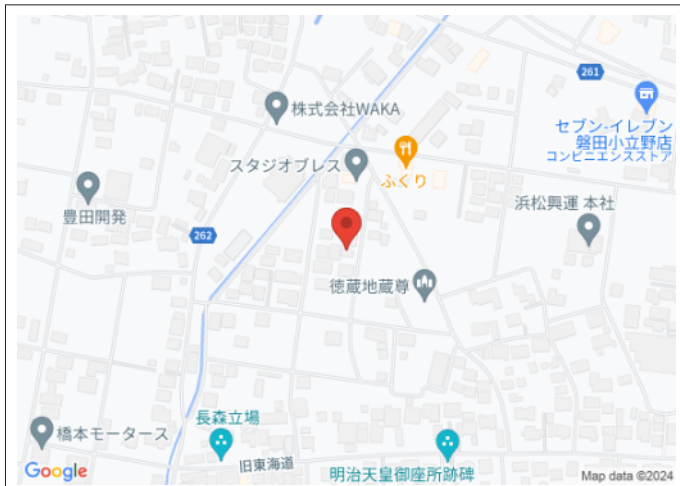 261
株式会社WAKA
セブン-イレブン
磐田小立野店
コンビニエンスストア
スタジオブレス
ふくり
豊田開発
浜松興運 本社
262
徳蔵地蔵尊
長森立場
橋本モータース
旧東海道
明治天皇御座所跡碑
Google
Map data ©2024